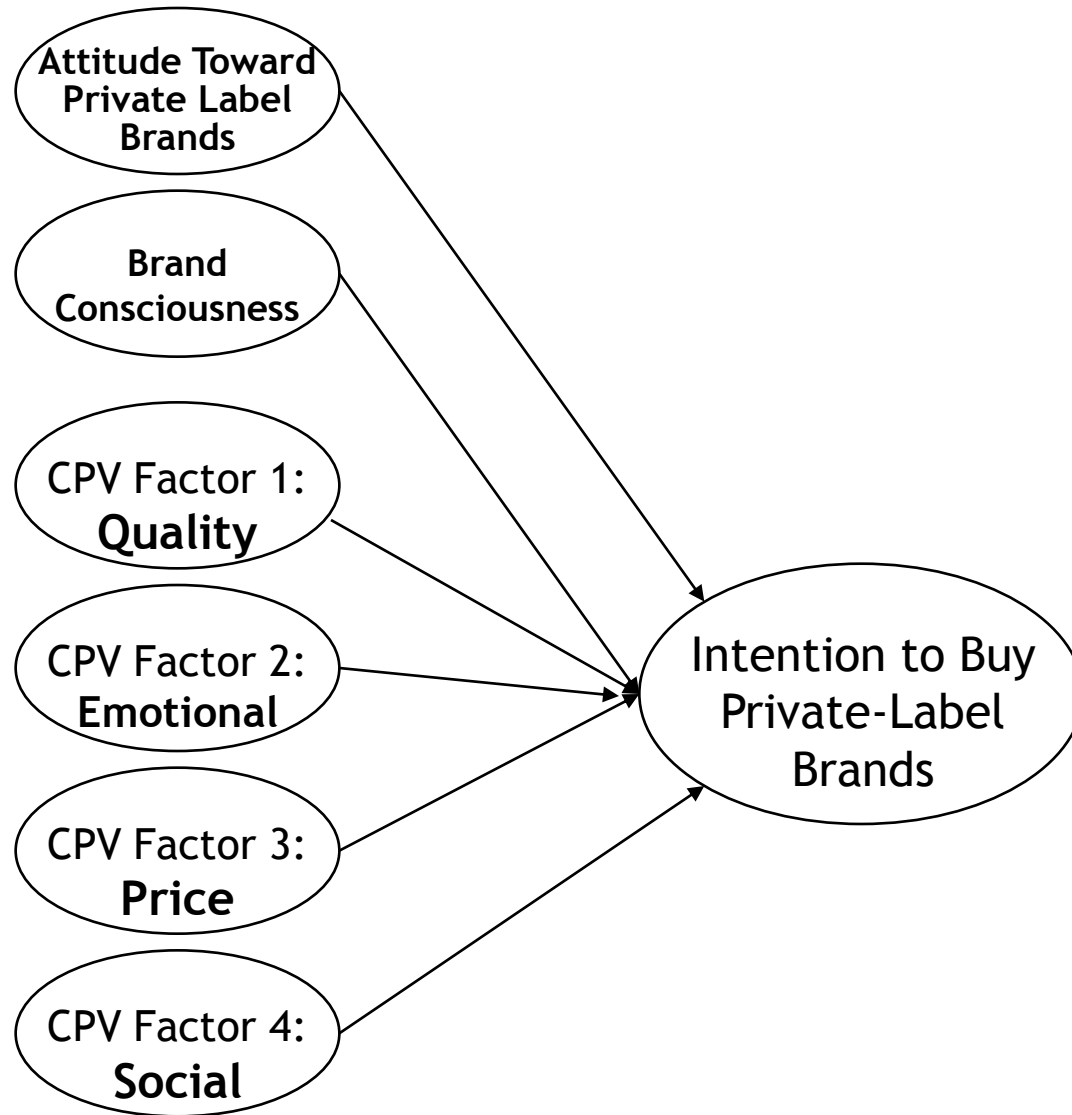 Attitude Toward
Private Label
Brands
Brand
Consciousness
CPV Factor 1:
Quality
CPV Factor 2:
Emotional
CPV Factor 3:
Price
CPV Factor 4:
Social
Intention to Buy
Private-Label
Brands